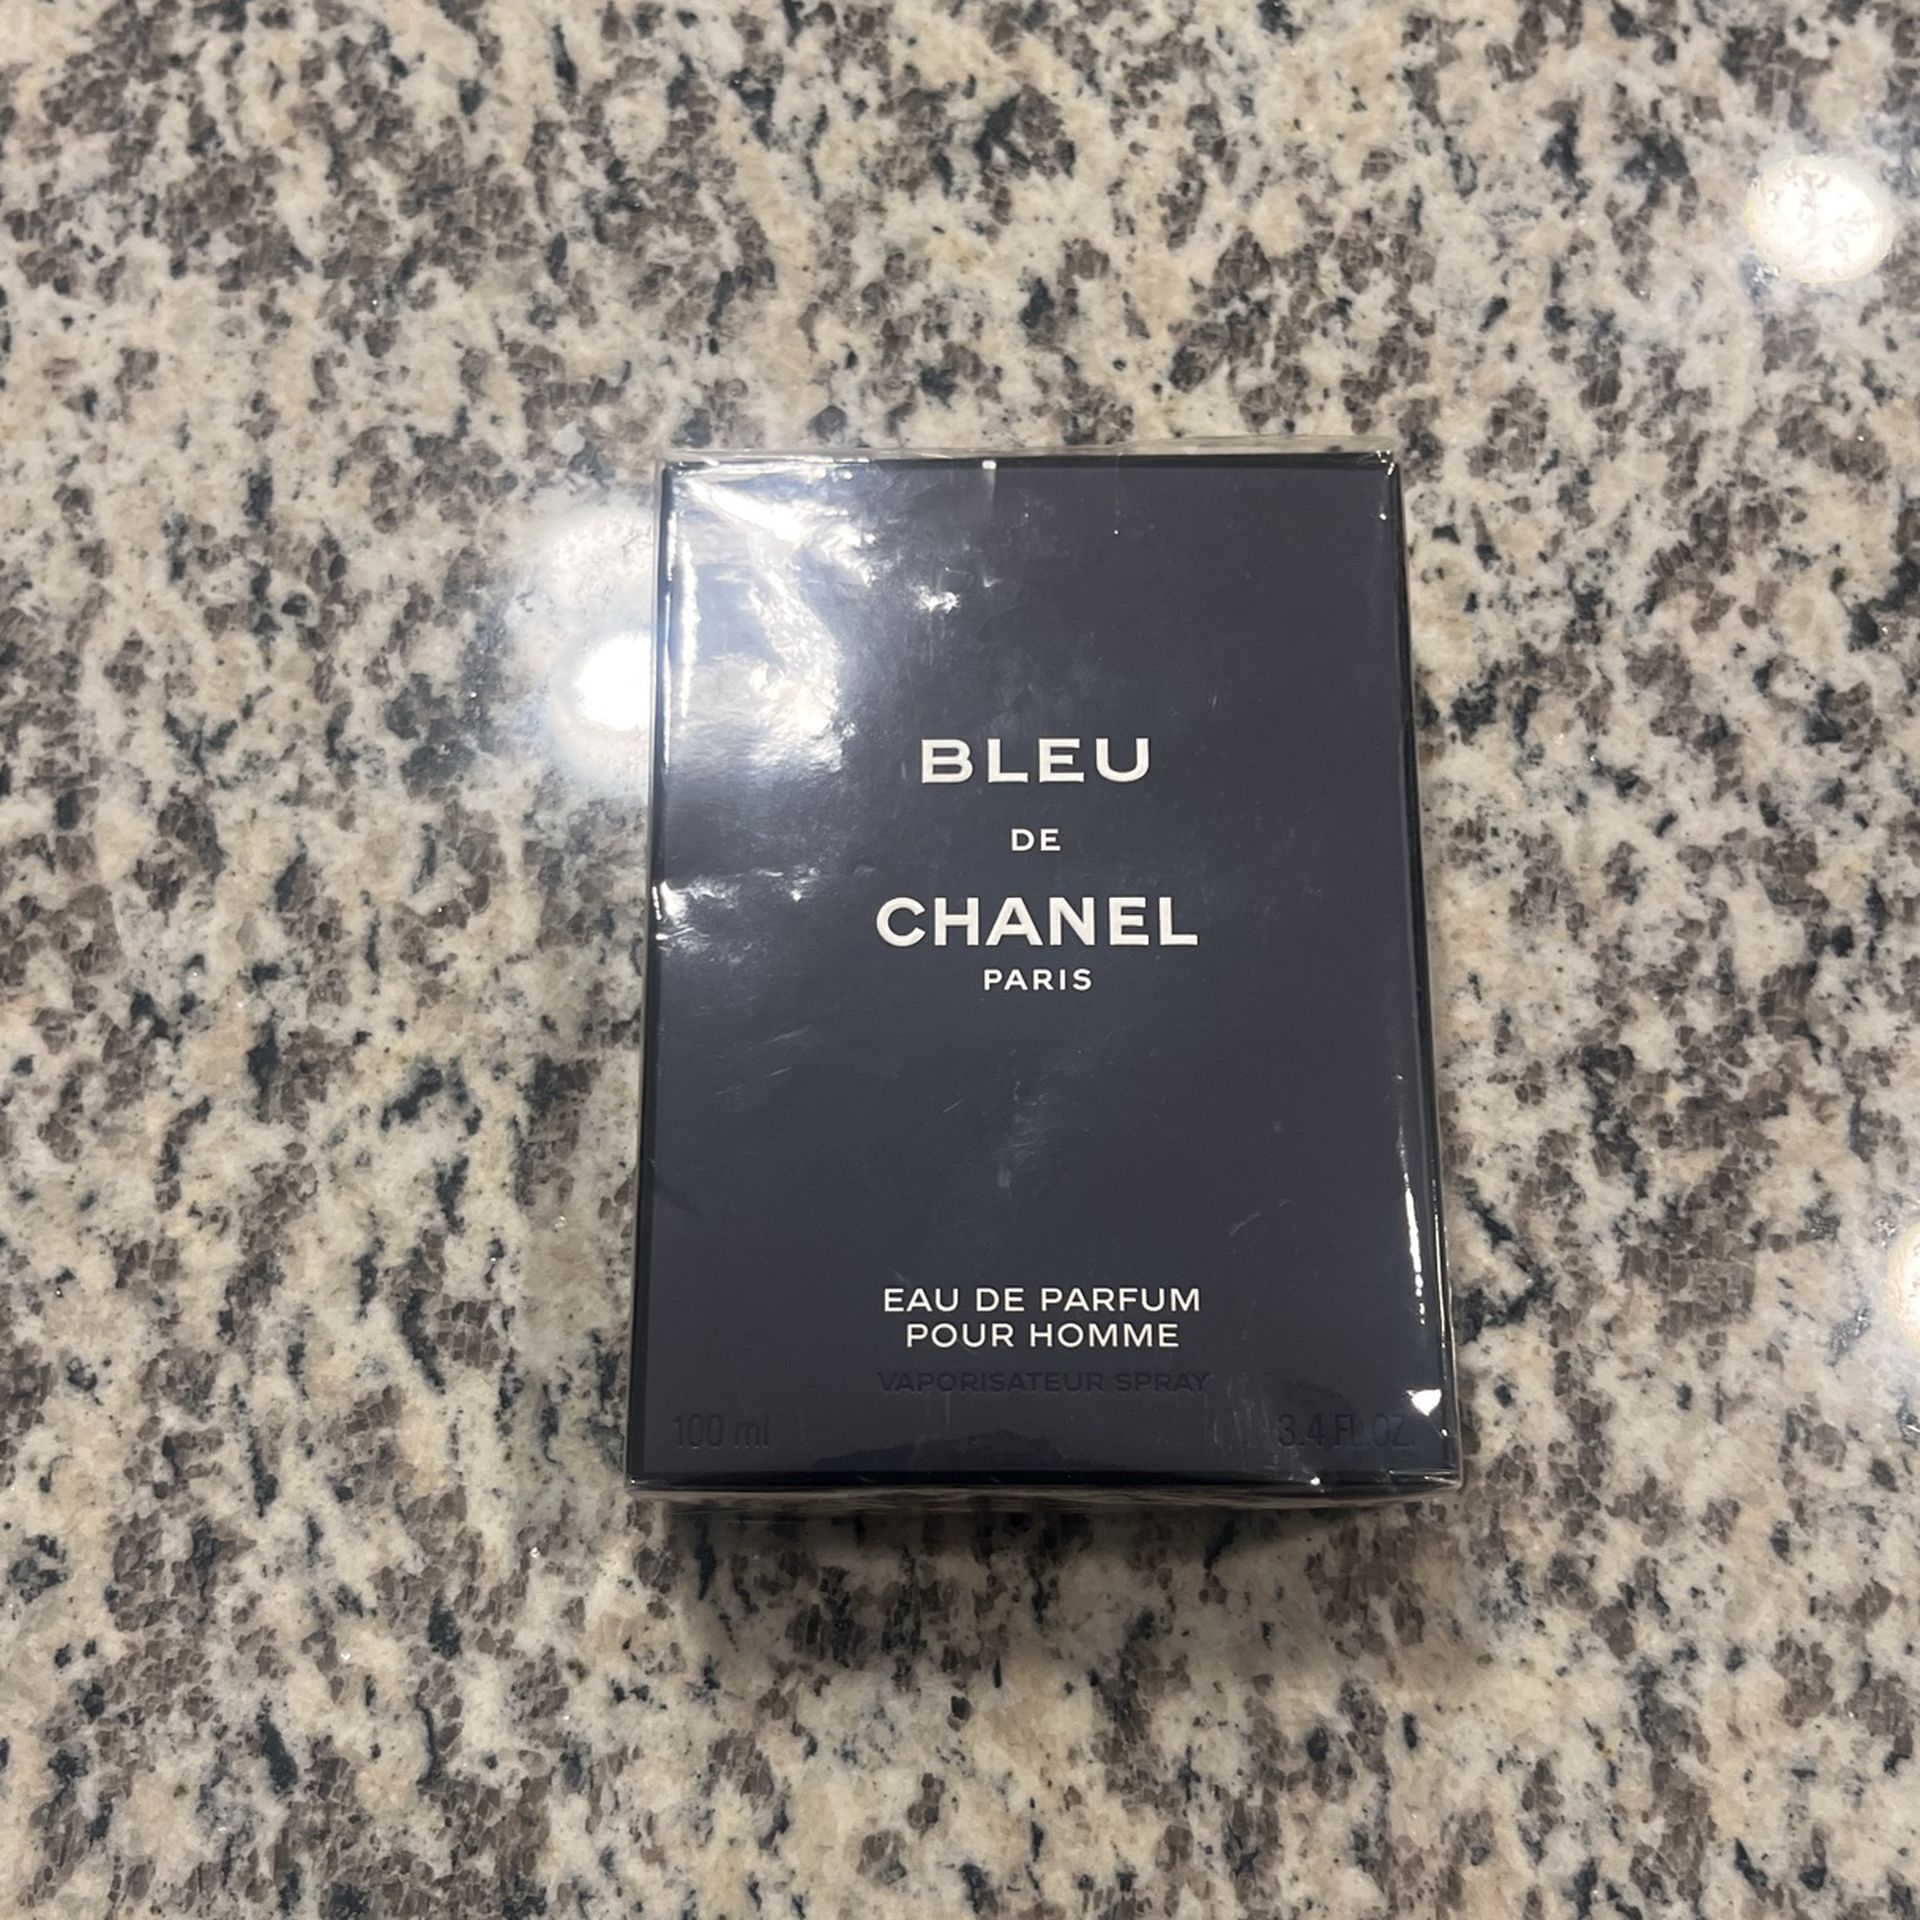 BLEU
DE
CHANEL
PARIS
EAU DE PARFUM
POUR HOMME
VAPORISATEUR SPRAY
100 ml 3.4 FL.OZ.